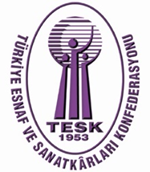 TÜRKİYE ESNAF VE SANATKÂRLARI KONFEDERASYONU
TESK
1953